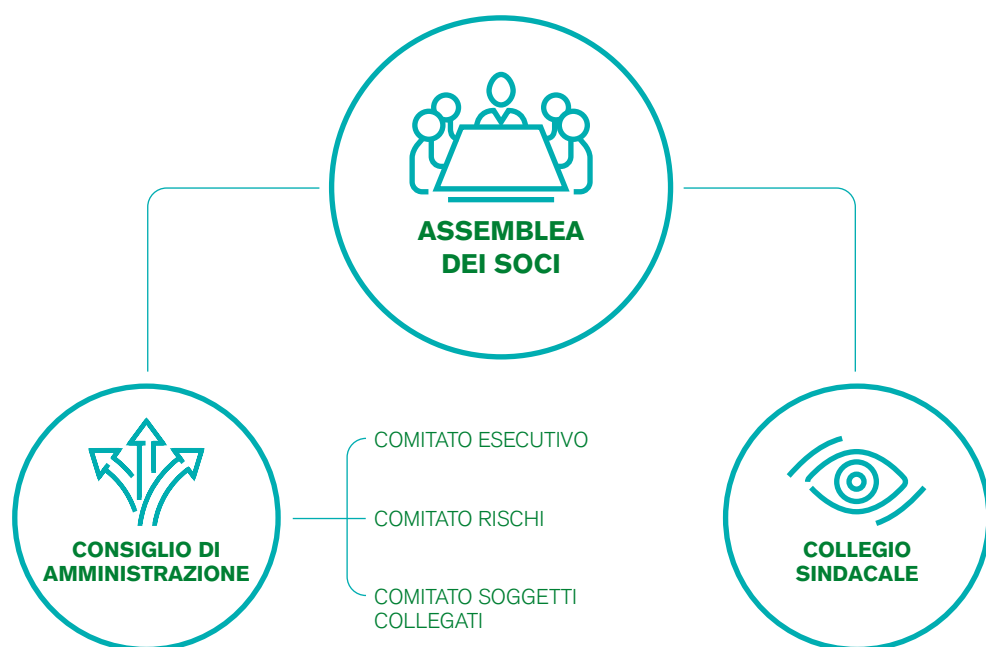 ASSEMBLEA
DEI SOCI
CONSIGLIO DI
AMMINISTRAZIONE
COMITATO ESECUTIVO
COMITATO RISCHI
COMITATO SOGGETTI
COLLEGATI
COLLEGIO
SINDACALE